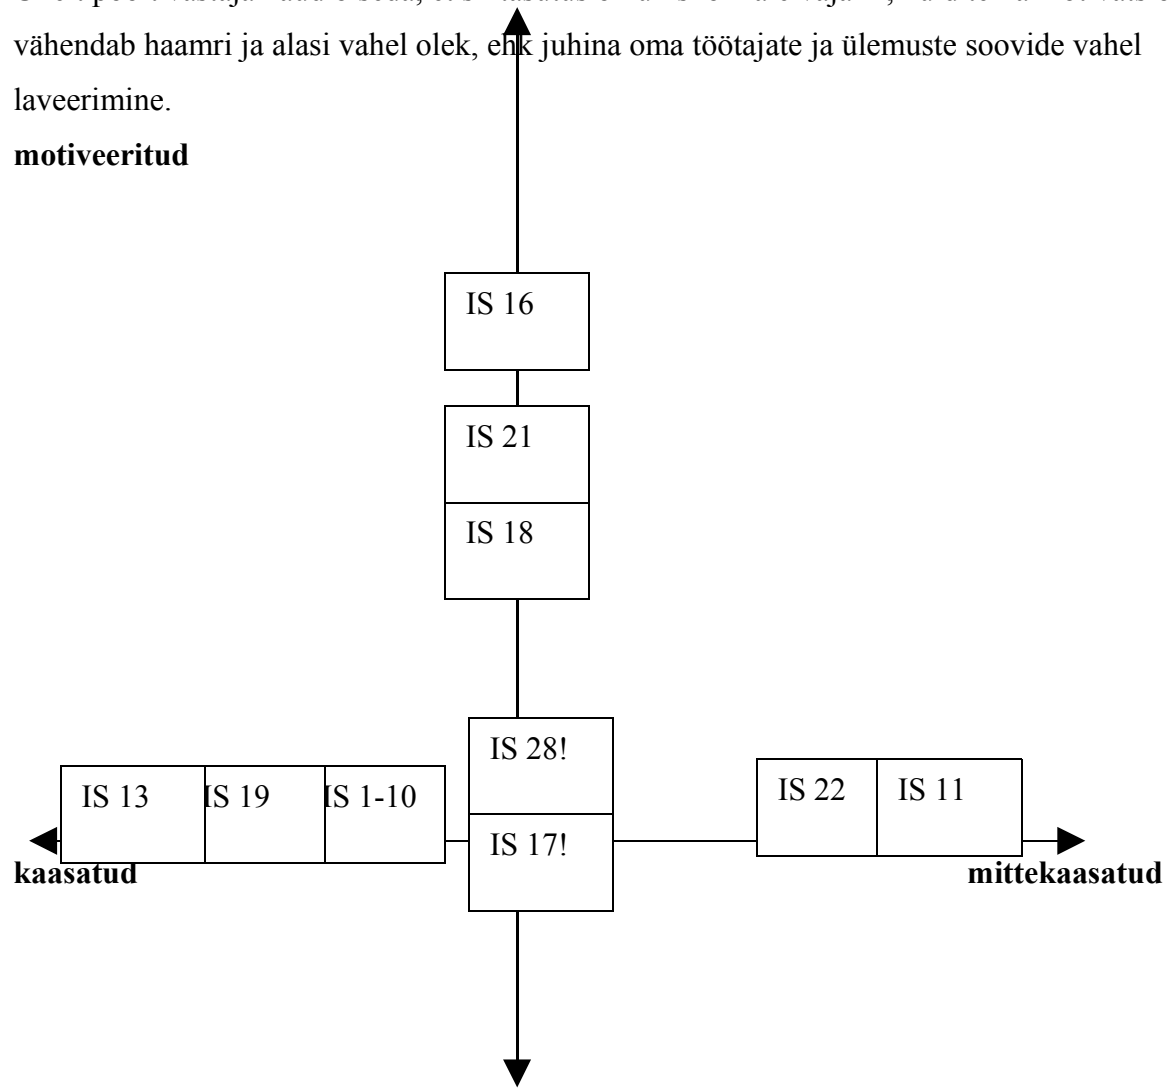 vähendab haamri ja alasi vahel olek, ehk juhina oma töötajate ja ülemuste soovide vahel
laveerimine.
motiveeritud
IS 16
IS 21
IS 18
IS 28!
IS 13 IS 19 IS 1-10 IS 22 IS 11
IS 17!
kaasatud mittekaasatud